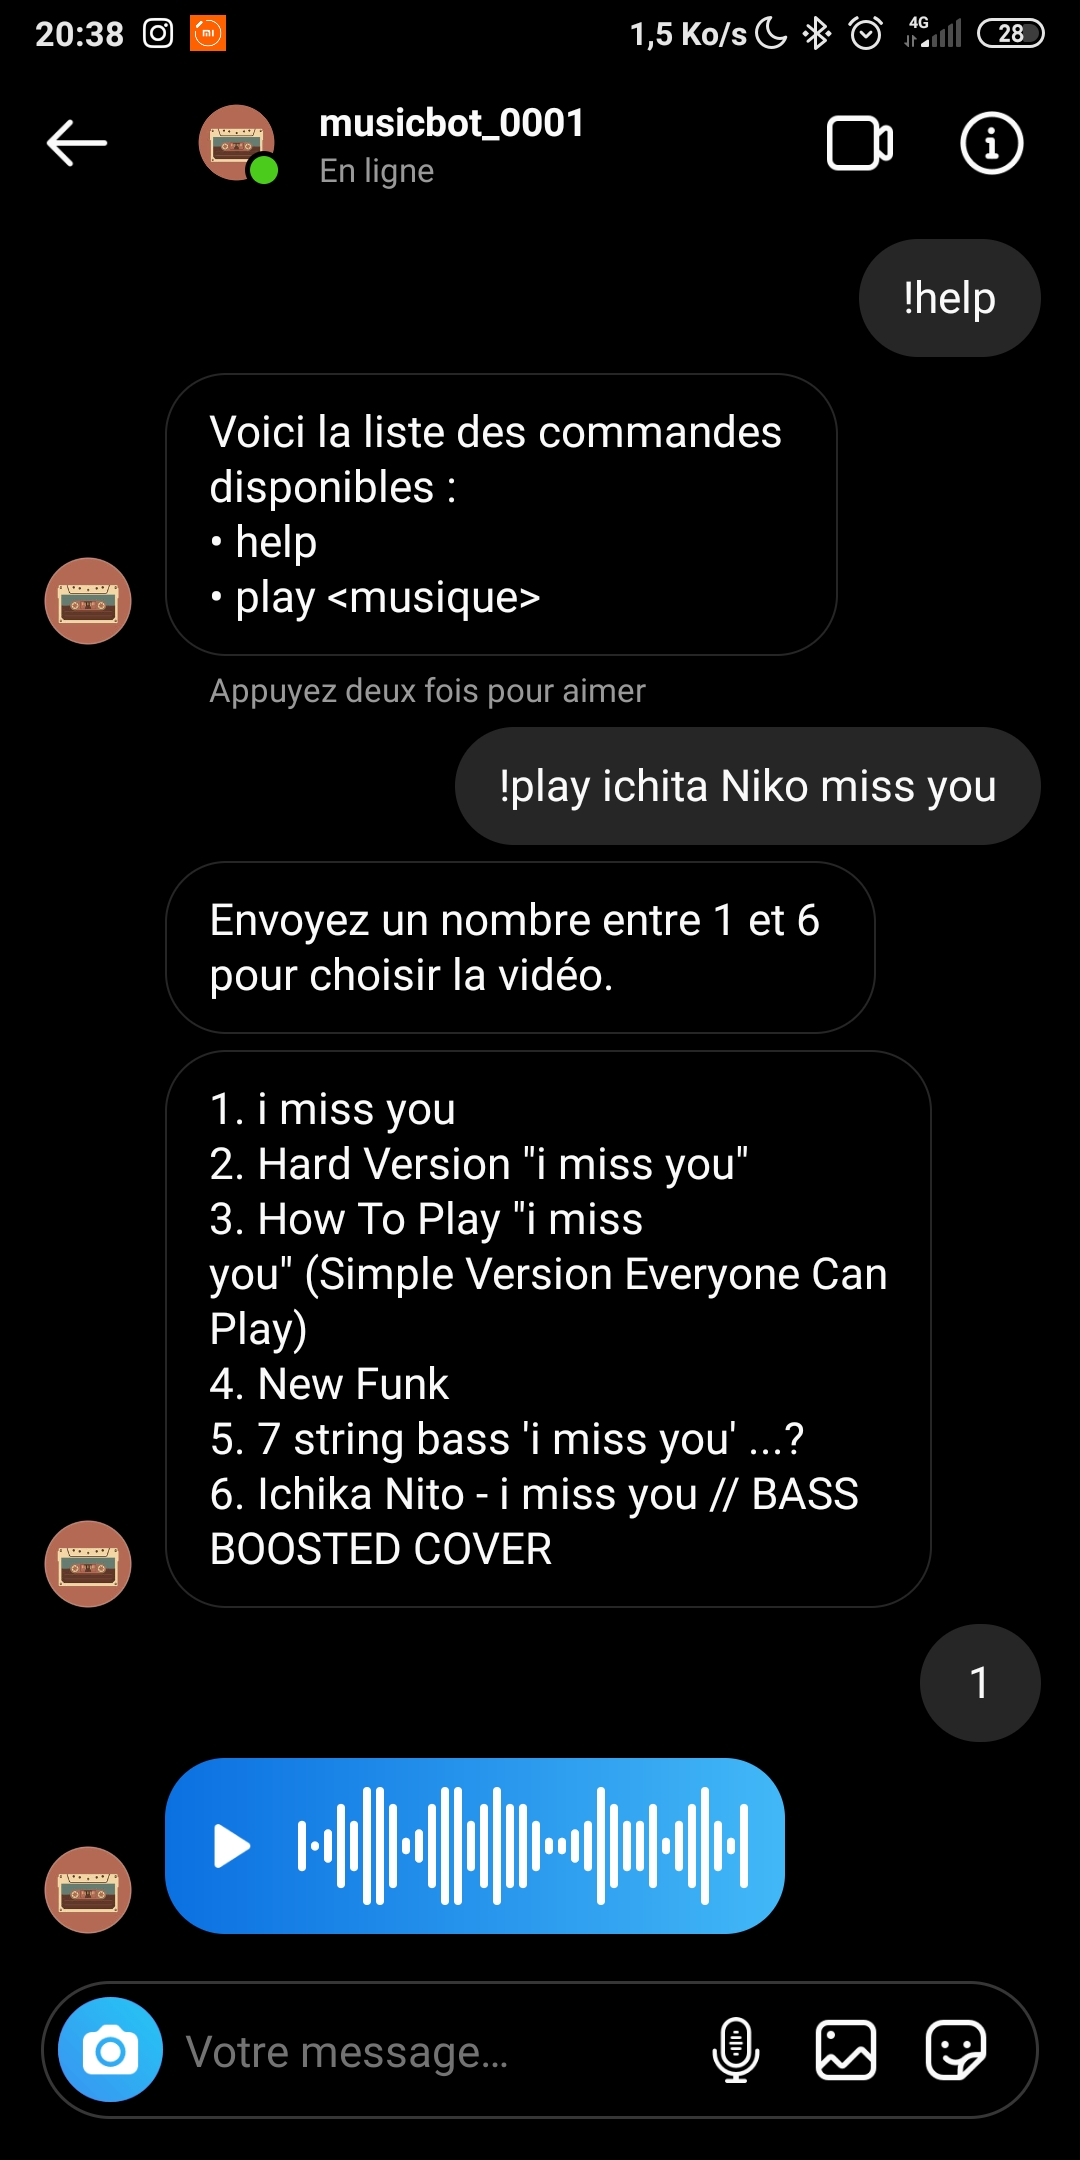 20:38 1,5 Ko/s 4G 28
musicbot_0001
En ligne
!help
Voici la liste des commandes
disponibles :
• help
• play <musique>
Appuyez deux fois pour aimer
!play ichita Niko miss you
Envoyez un nombre entre 1 et 6
pour choisir la vidéo.
1. i miss you
2. Hard Version "i miss you"
3. How To Play "i miss
you" (Simple Version Everyone Can
Play)
4. New Funk
5. 7 string bass 'i miss you' ...?
6. Ichika Nito - i miss you // BASS
BOOSTED COVER
1
Votre message...